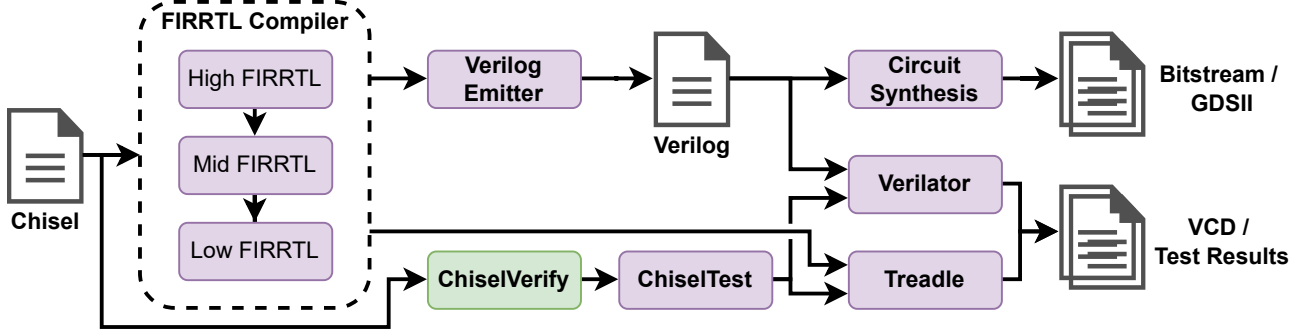 FIRRTL Compiler
High FIRRTL
Mid FIRRTL
Low FIRRTL
Chisel
Verilog
Emitter
Verilog
Circuit
Synthesis
Bitstream /
GDSII
Verilator
ChiselVerify
ChiselTest
Treadle
VCD /
Test Results